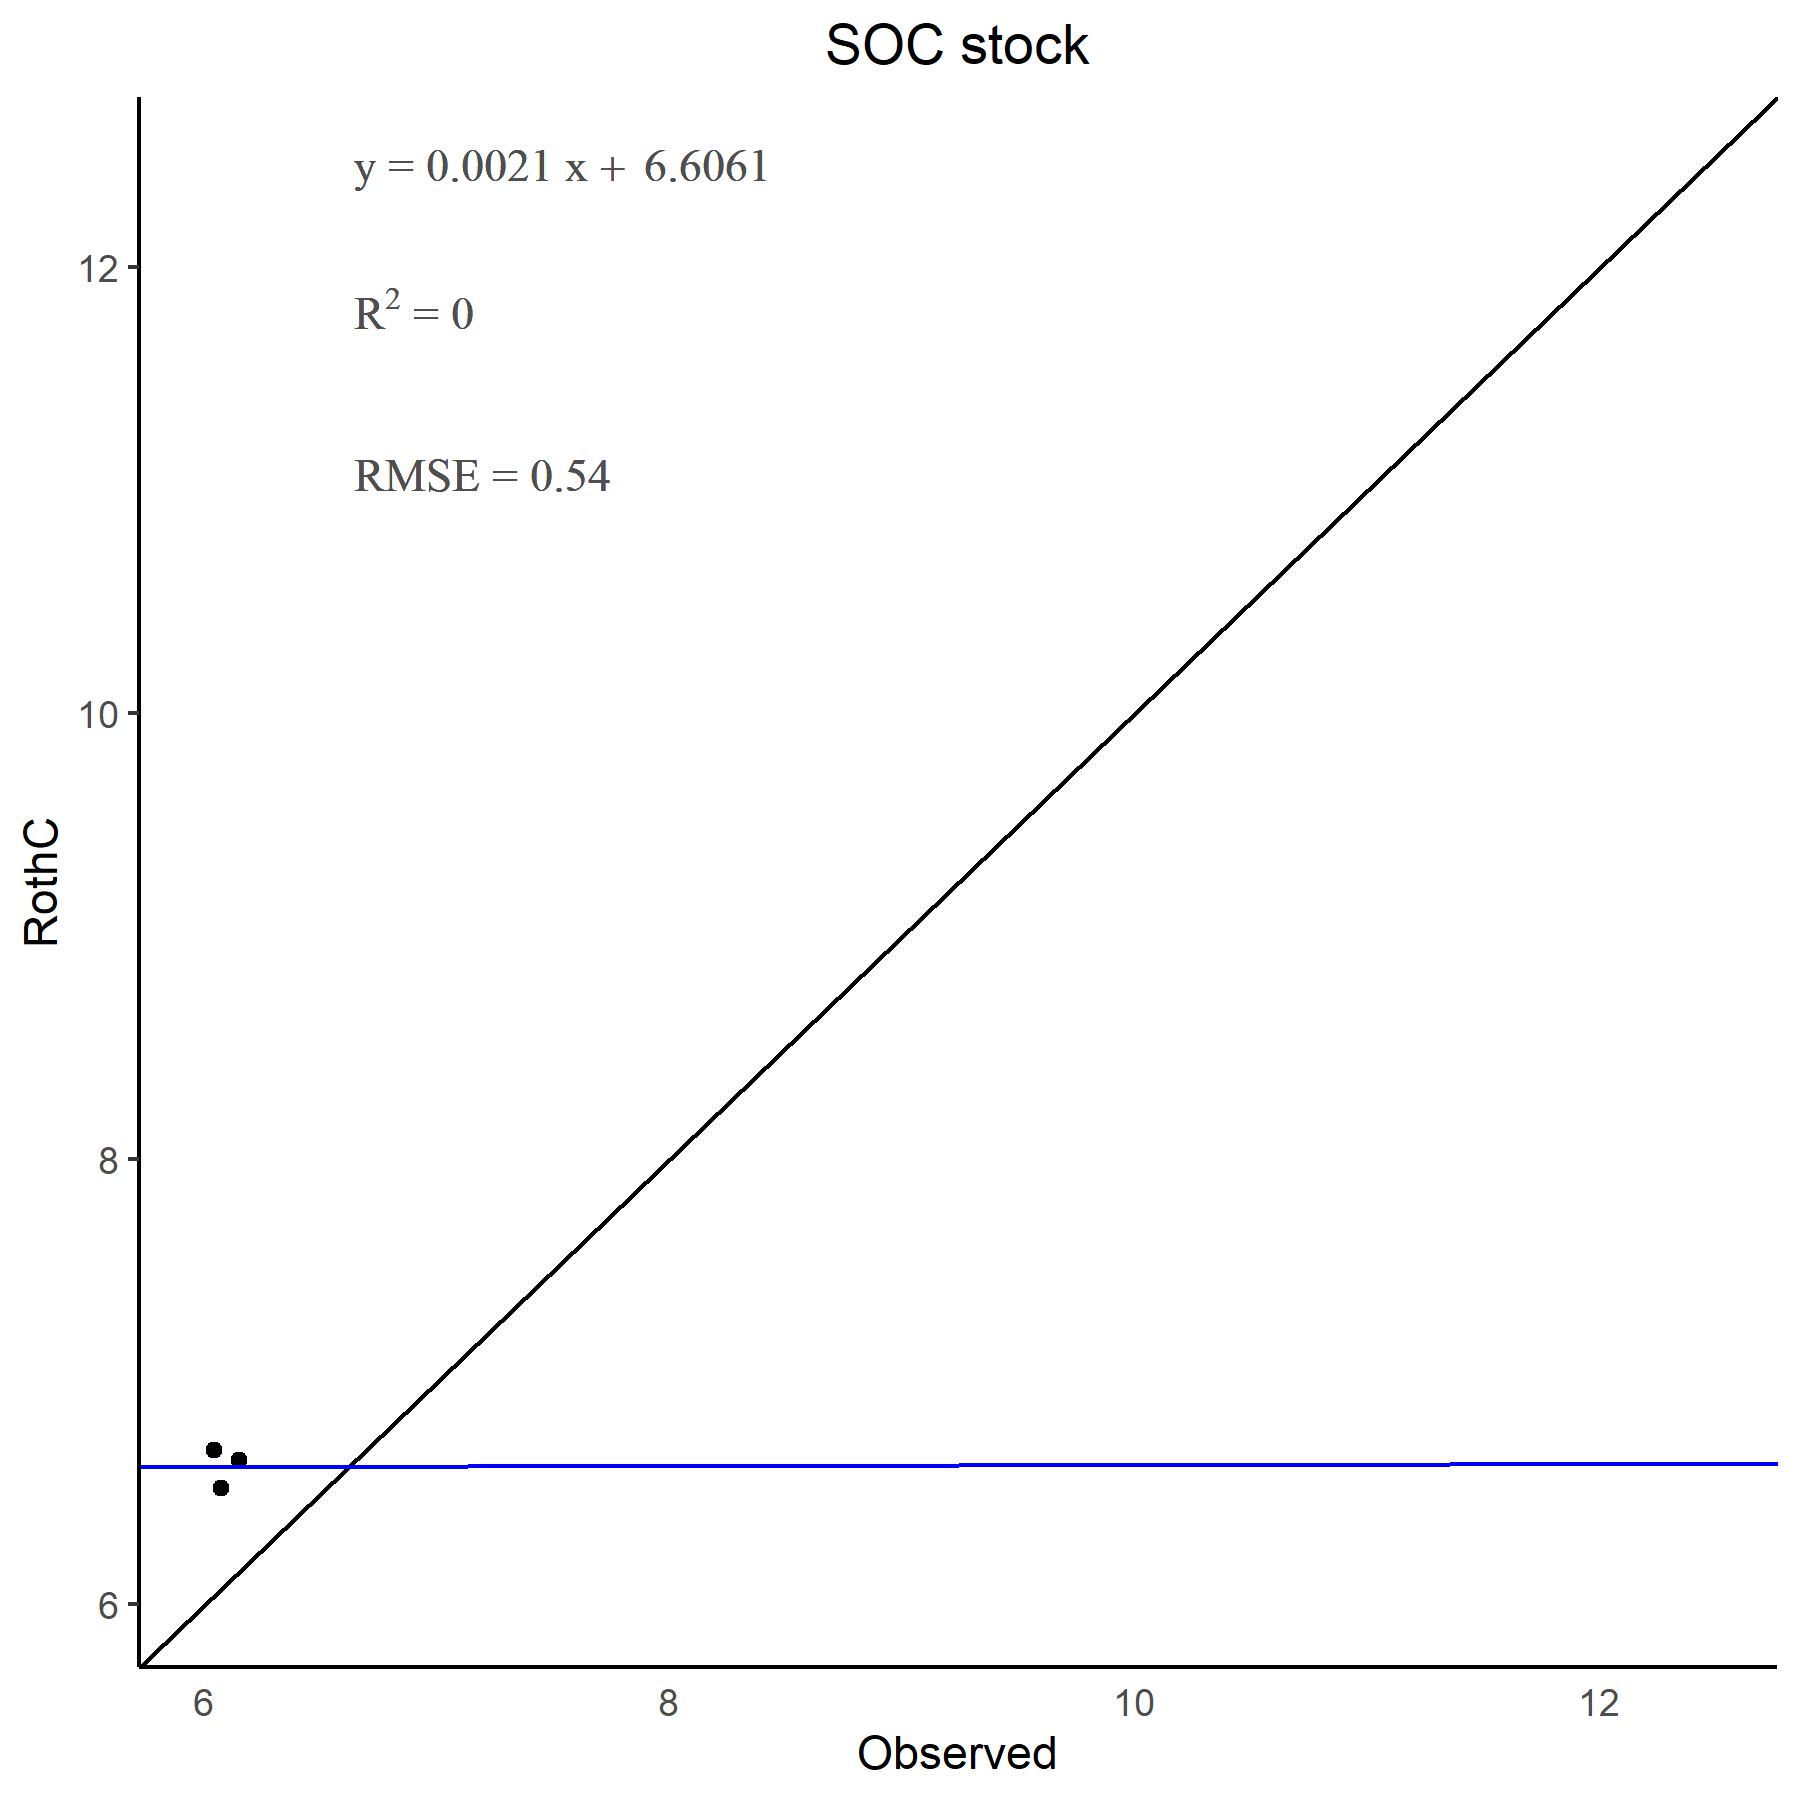 SOC stock
y = 0.0021 x + 6.6061
R² = 0
RMSE = 0.54
12
10
8
6
RothC
6 8 10 12
Observed